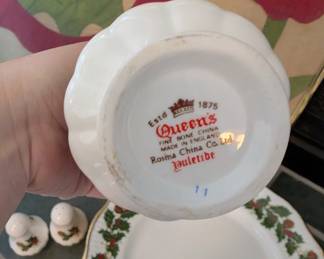 Estd 1875
Queen's
FINE BONE CHINA
MADE IN ENGLAND
Rosina China Co. Ltd
Yuletide